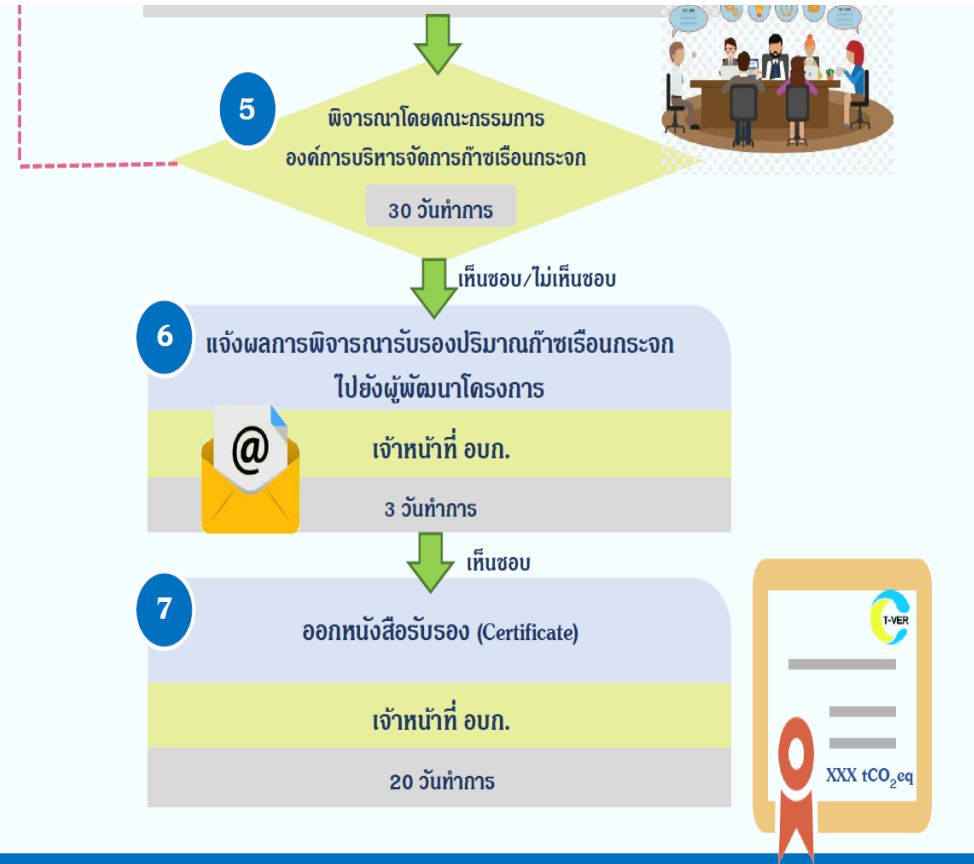 5
พิจารณาโดยคณะกรรมการ
องค์การบริหารจัดการก๊าซเรือนกระจก
30 วันทำการ
เห็นชอบ/ไม่เห็นชอบ
6
แจ้งผลการพิจารณารับรองปริมาณก๊าซเรือนกระจก
ไปยังผู้พัฒนาโครงการ
@
เจ้าหน้าที่ อบก.
3 วันทำการ
เห็นชอบ
7
ออกหนังสือรับรอง (Certificate)
เจ้าหน้าที่ อบก.
20 วันทำการ
T-VER
XXX tCO₂eq